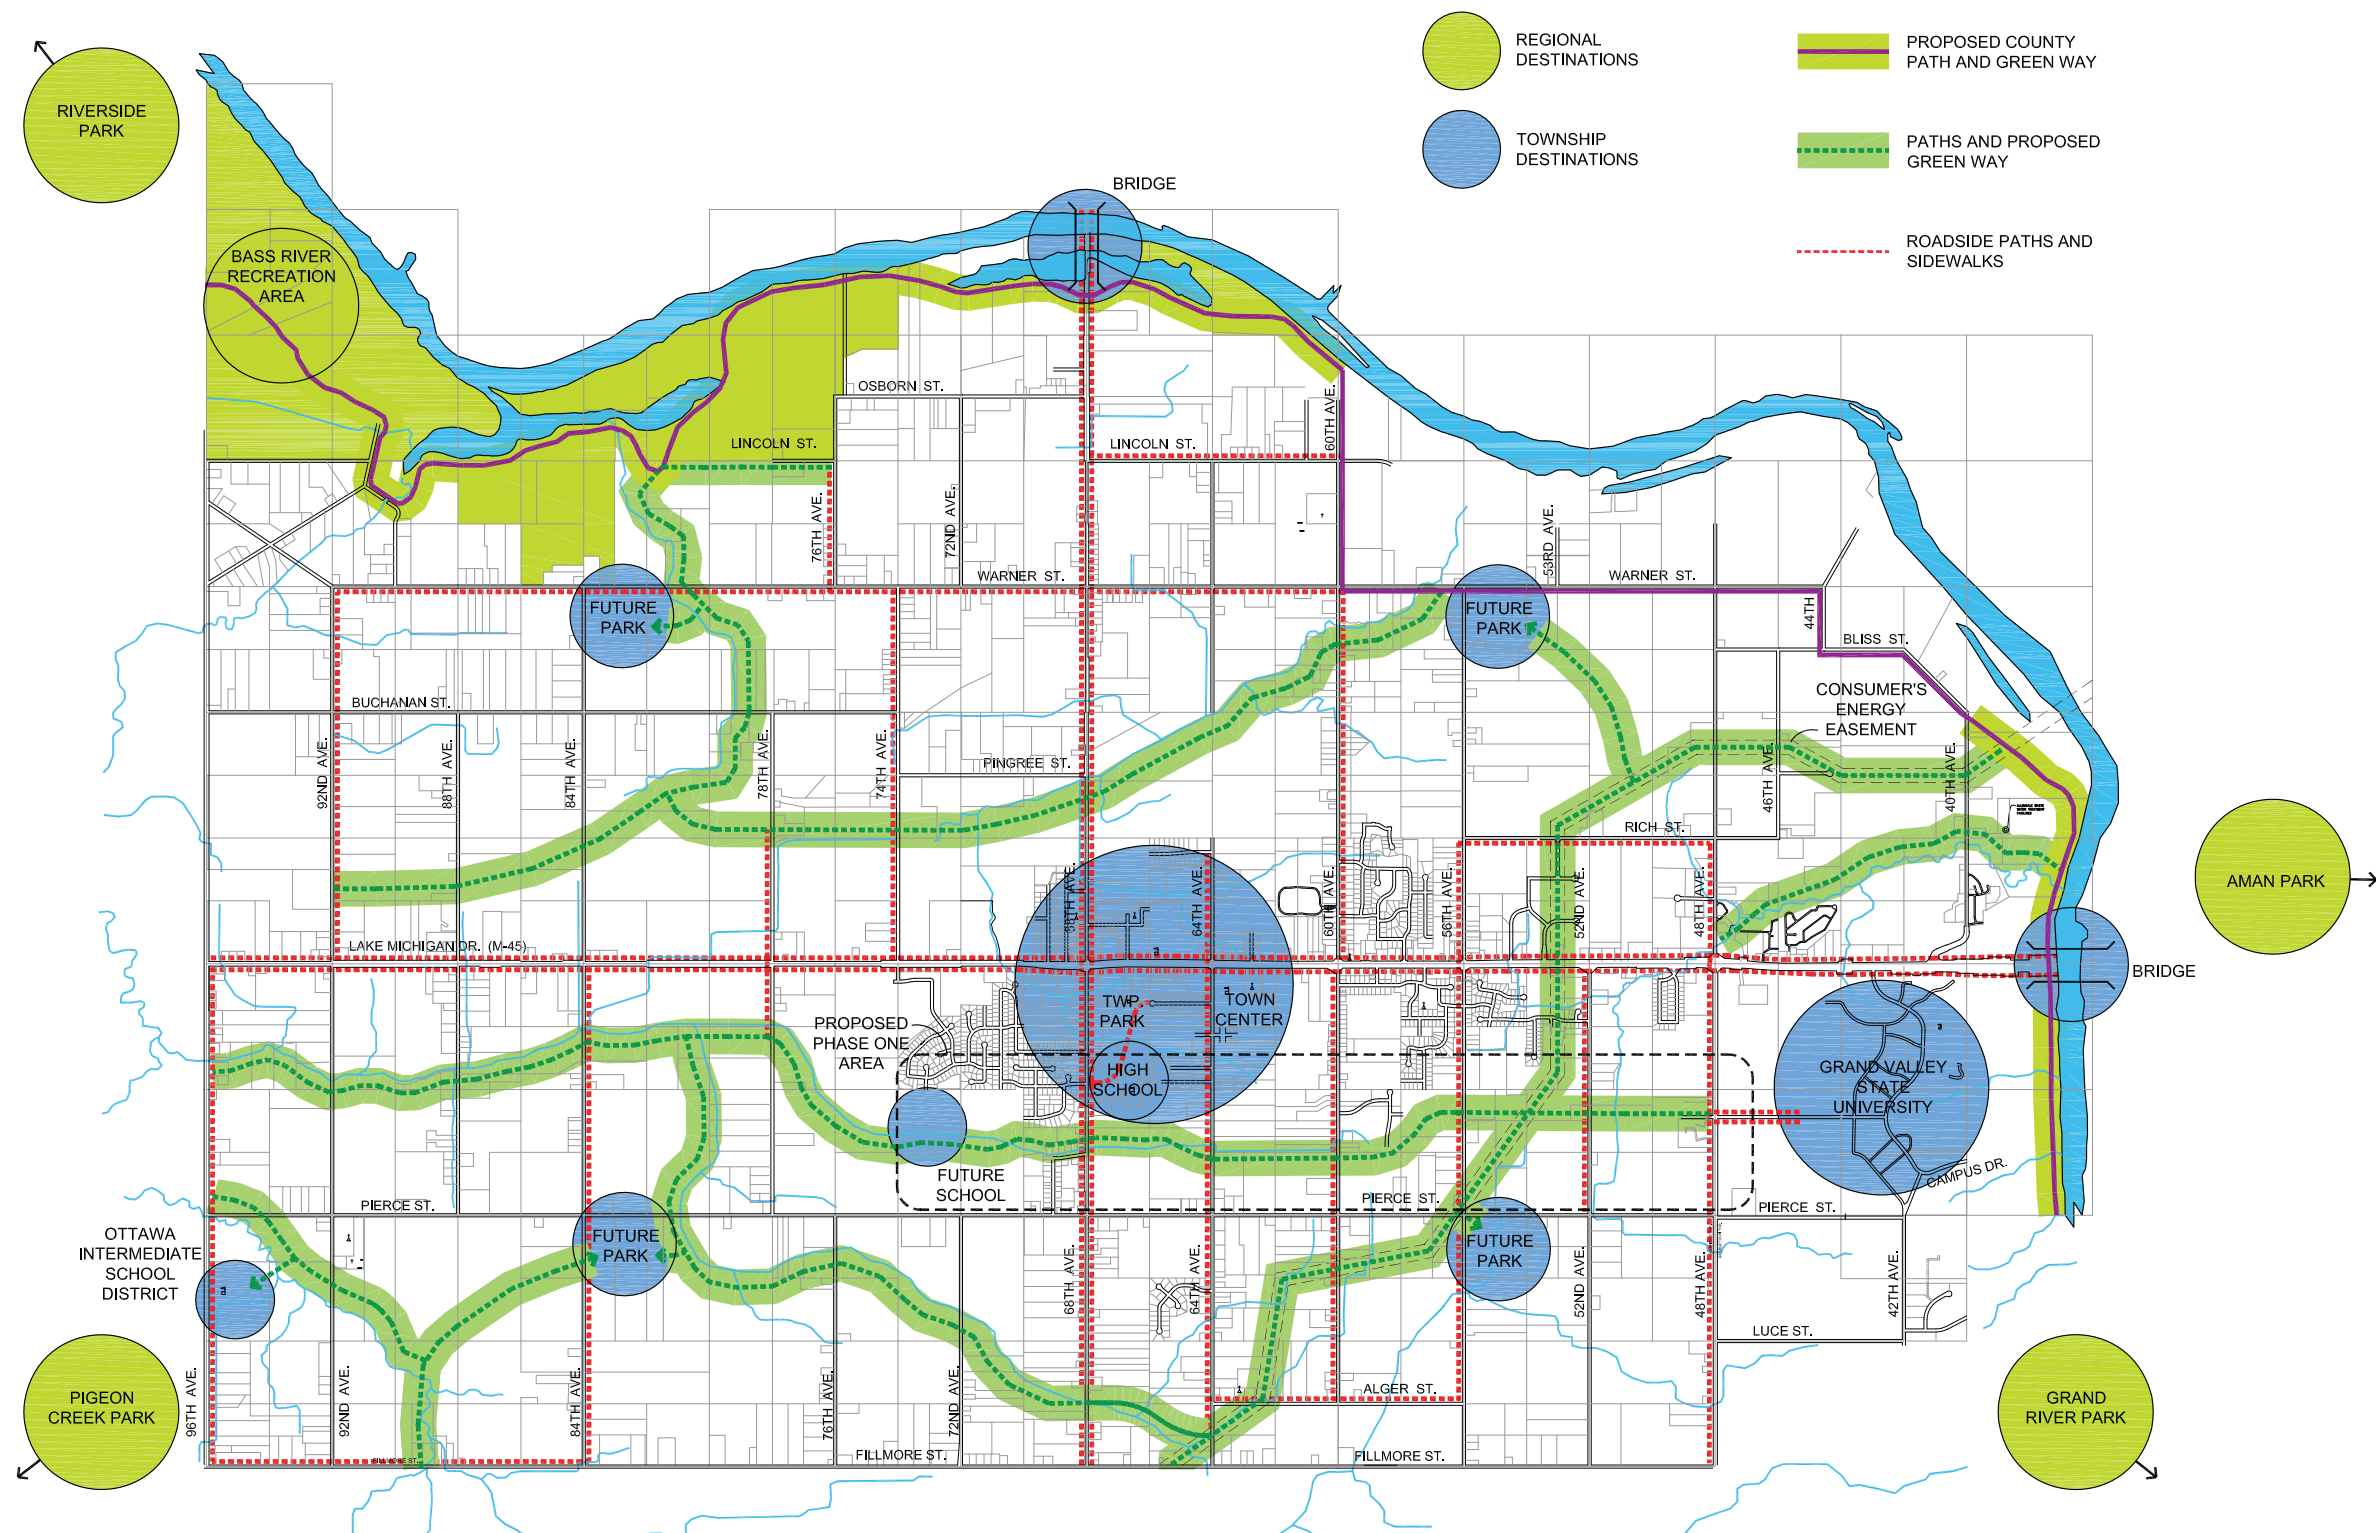 REGIONAL
DESTINATIONS
PROPOSED COUNTY
PATH AND GREEN WAY
TOWNSHIP
DESTINATIONS
PATHS AND PROPOSED
GREEN WAY
ROADSIDE PATHS AND
SIDEWALKS
RIVERSIDE
PARK
BRIDGE
BASS RIVER
RECREATION
AREA
OSBORN ST.
LINCOLN ST.
LINCOLN ST.
60TH AVE.
76TH AVE.
72ND AVE.
53RD AVE.
WARNER ST.
WARNER ST.
FUTURE
PARK
FUTURE
PARK
44TH
BLISS ST.
BUCHANAN ST.
CONSUMER'S
ENERGY
EASEMENT
92ND AVE.
88TH AVE.
84TH AVE.
78TH AVE.
74TH AVE.
PINGREE ST.
46TH AVE.
40TH AVE.
RICH ST.
68TH AVE.
64TH AVE.
60TH AVE.
56TH AVE.
52ND AVE.
48TH AVE.
AMAN PARK
LAKE MICHIGAN DR. (M-45)
BRIDGE
TWP
PARK
TOWN
CENTER
PROPOSED
PHASE ONE
AREA
HIGH
SCHOOL
GRAND VALLEY
STATE
UNIVERSITY
FUTURE
SCHOOL
CAMPUS DR.
PIERCE ST.
PIERCE ST.
PIERCE ST.
OTTAWA
INTERMEDIATE
SCHOOL
DISTRICT
FUTURE
PARK
FUTURE
PARK
68TH AVE.
64TH AVE.
52ND AVE.
48TH AVE.
42TH AVE.
LUCE ST.
PIGEON
CREEK PARK
96TH AVE.
92ND AVE.
84TH AVE.
76TH AVE.
72ND AVE.
ALGER ST.
GRAND
RIVER PARK
FILLMORE ST.
FILLMORE ST.
FILLMORE ST.